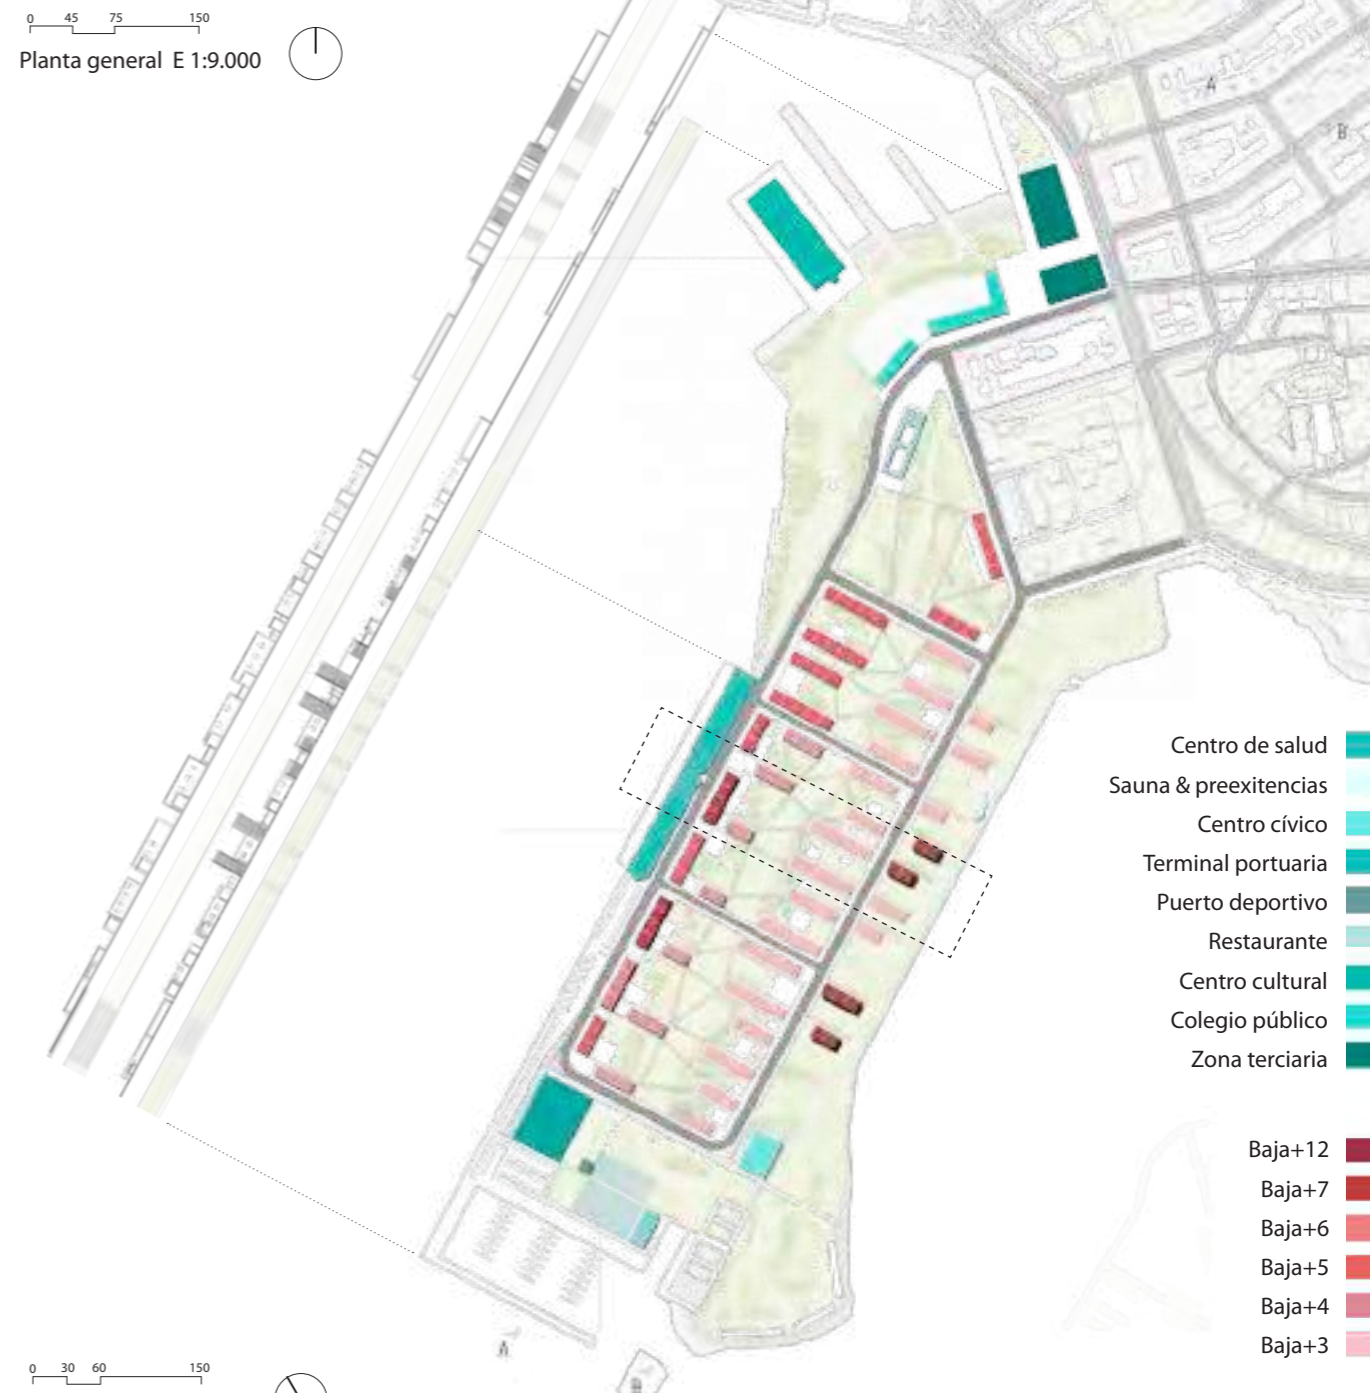 0 45 75 150
Planta general E 1:9.000
A
B
Centro de salud
Sauna & preexitencias
Centro cívico
Terminal portuaria
Puerto deportivo
Restaurante
Centro cultural
Colegio público
Zona terciaria
Baja+12
Baja+7
Baja+6
Baja+5
Baja+4
Baja+3
0 30 60 150